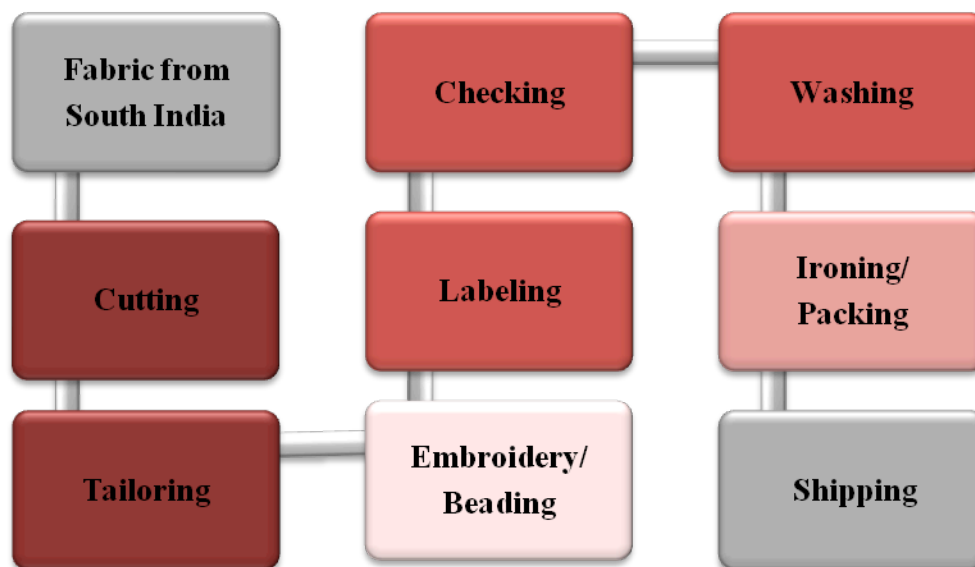 Fabric from
South India
Cutting
Tailoring
Embroidery/
Beading
Labeling
Checking
Washing
Ironing/
Packing
Shipping